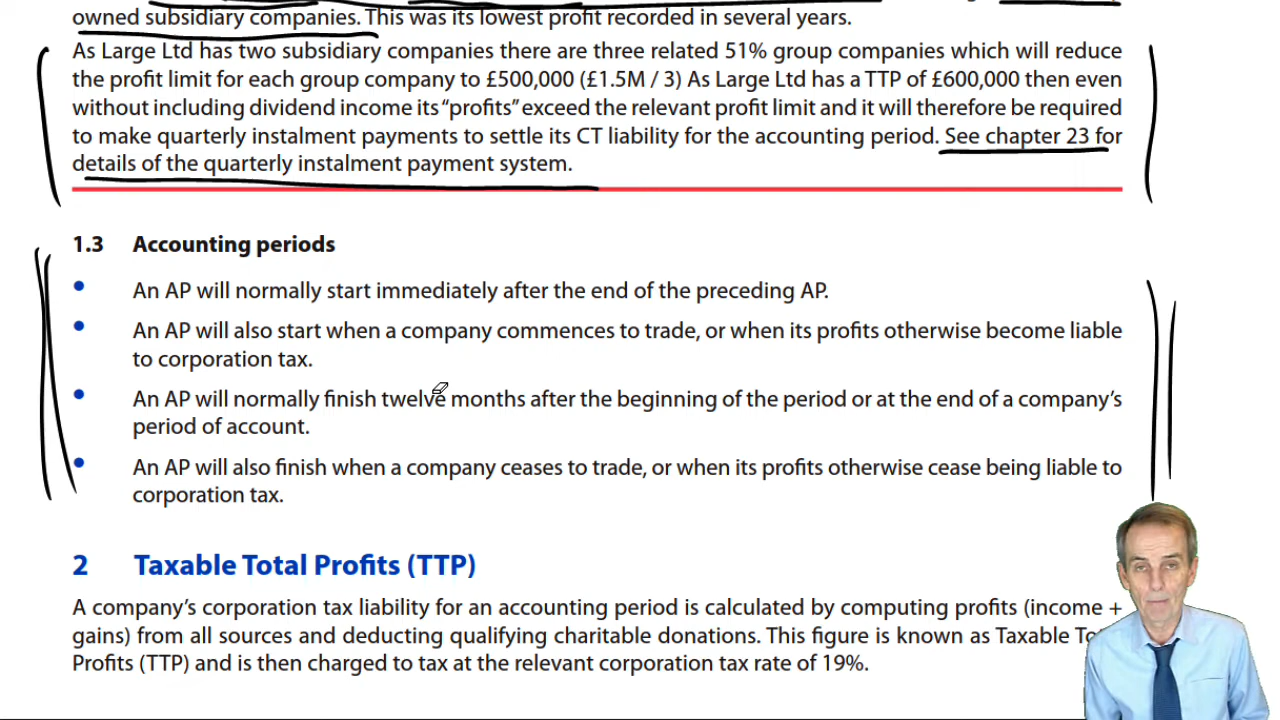 owned subsidiary companies. This was its lowest profit recorded in several years.
As Large Ltd has two subsidiary companies there are three related 51% group companies which will reduce
the profit limit for each group company to £500,000 (£1.5M / 3) As Large Ltd has a TTP of £600,000 then even
without including dividend income its “profits” exceed the relevant profit limit and it will therefore be required
to make quarterly instalment payments to settle its CT liability for the accounting period. See chapter 23 for
details of the quarterly instalment payment system.
1.3 Accounting periods
• An AP will normally start immediately after the end of the preceding AP.
• An AP will also start when a company commences to trade, or when its profits otherwise become liable
to corporation tax.
• An AP will normally finish twelve months after the beginning of the period or at the end of a company’s
period of account.
• An AP will also finish when a company ceases to trade, or when its profits otherwise cease being liable to
corporation tax.
2 Taxable Total Profits (TTP)
A company’s corporation tax liability for an accounting period is calculated by computing profits (income +
gains) from all sources and deducting qualifying charitable donations. This figure is known as Taxable
Profits (TTP) and is then charged to tax at the relevant corporation tax rate of 19%.